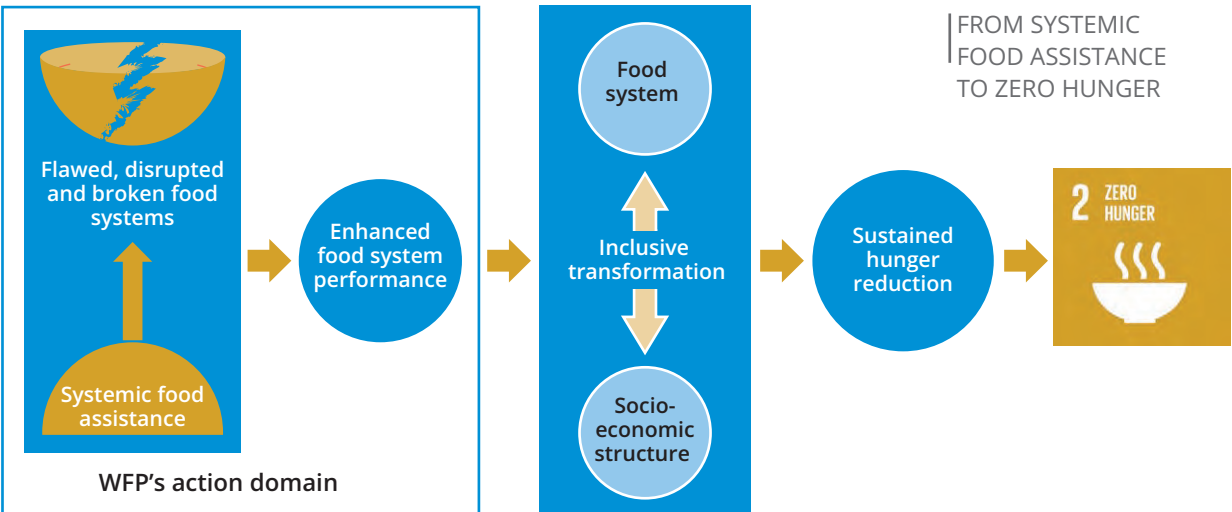 FROM SYSTEMIC
FOOD ASSISTANCE
TO ZERO HUNGER
Flawed, disrupted
and broken food
systems
Systemic food
assistance
WFP's action domain
Enhanced
food system
performance
Food
system
Inclusive
transformation
Socio-
economic
structure
Sustained
hunger
reduction
2 ZERO
HUNGER